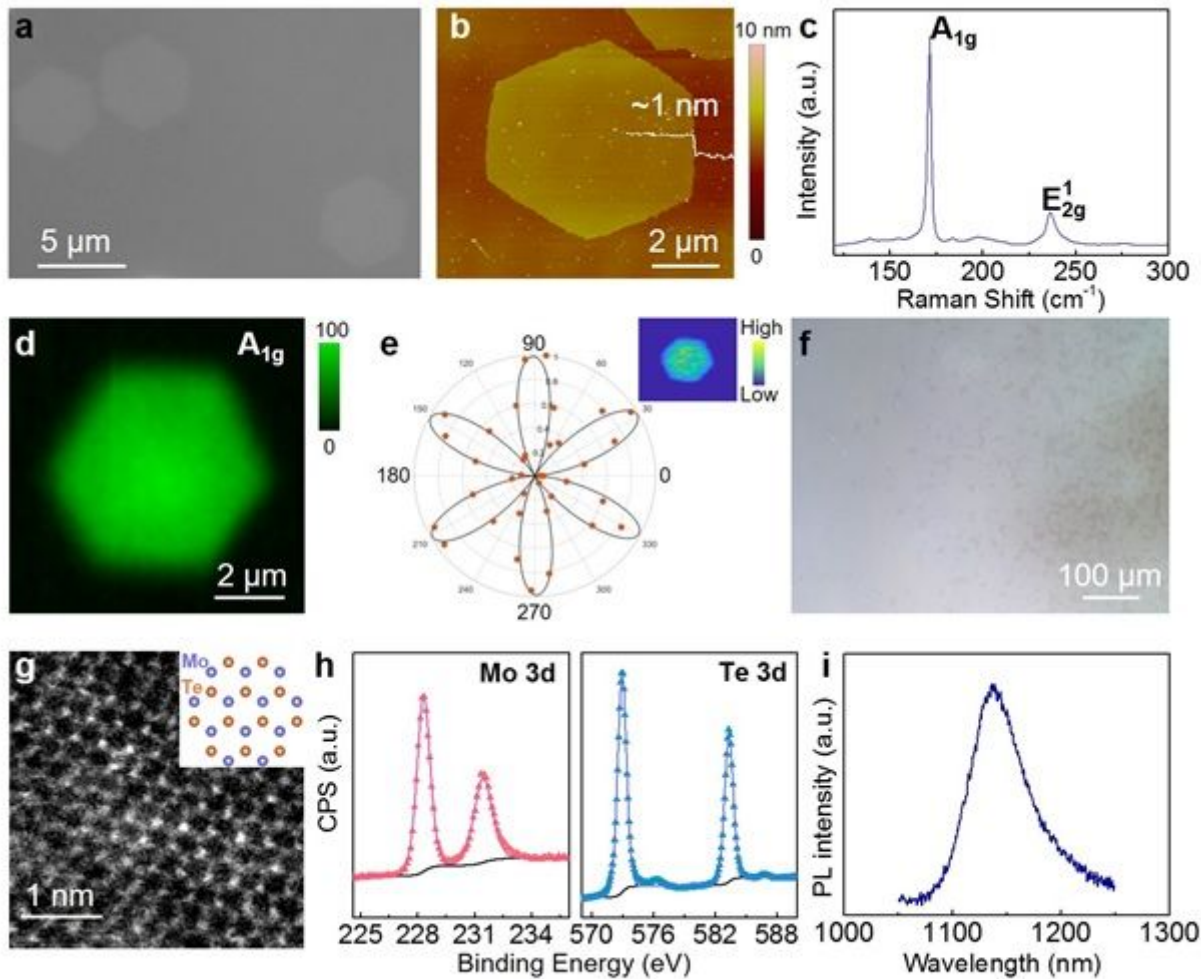 a
5 µm
b
~1 nm
2 µm
10 nm
0
c
A1g
E¹2g
Intensity (a.u.)
150 200 250 300
Raman Shift (cm⁻¹)
d
A1g
100
0
2 µm
e
High
Low
90
120
60
150
30
180
0
210
330
240
300
270
1
f
100 µm
g
Mo
Te
1 nm
h
Mo 3d
Te 3d
CPS (a.u.)
225 228 231 234
570 576 582 588
Binding Energy (eV)
i
PL intensity (a.u.)
1000 1100 1200 1300
Wavelength (nm)